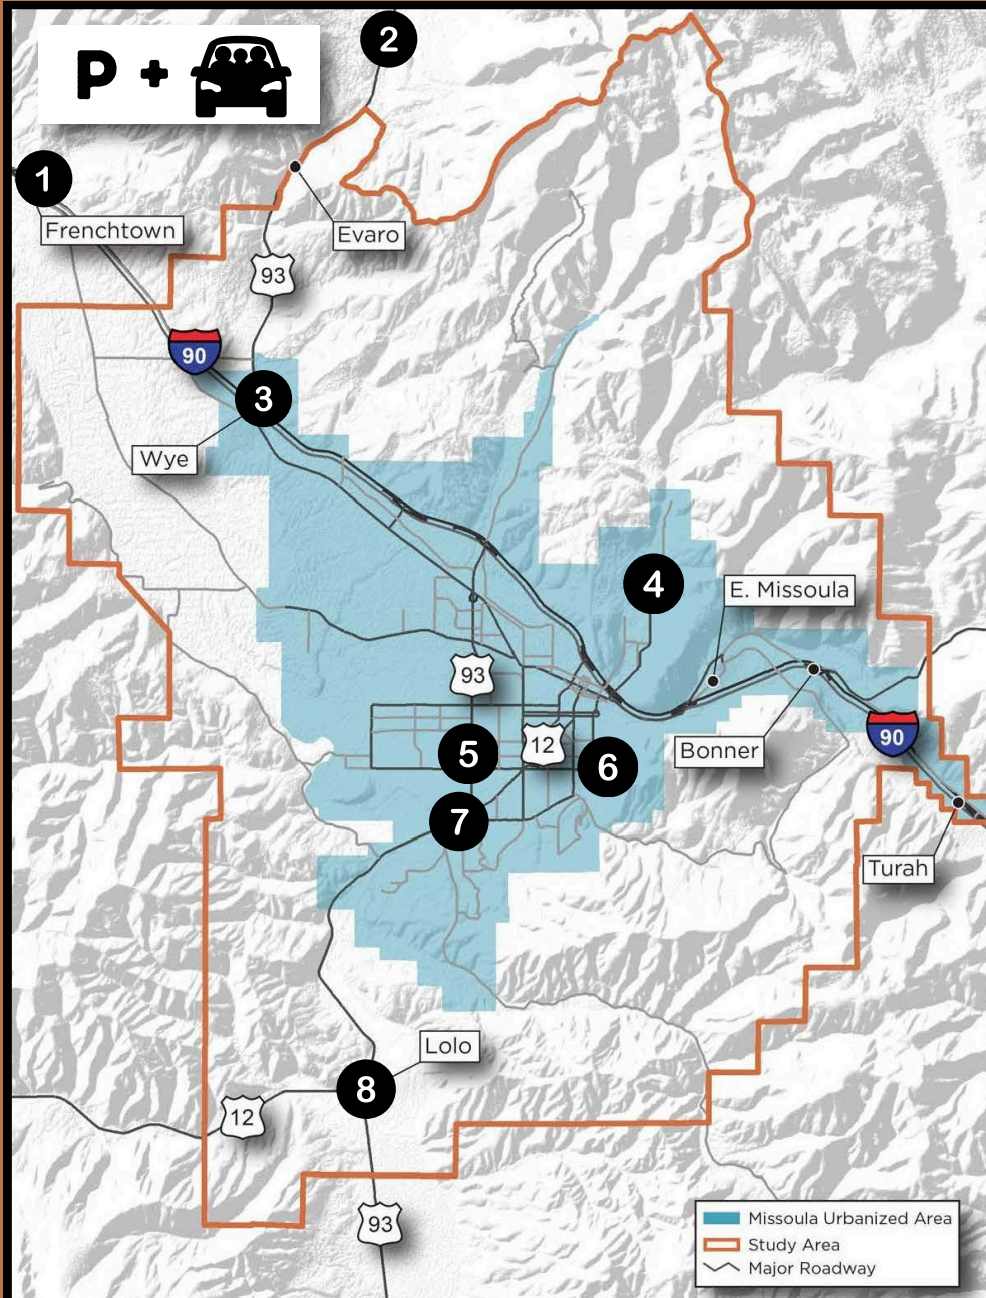 P +
2
1
Frenchtown
Evaro
93
90
3
Wye
4
E. Missoula
93
5
12
6
Bonner
90
7
Turah
Lolo
8
12
93
Missoula Urbanized Area
Study Area
Major Roadway